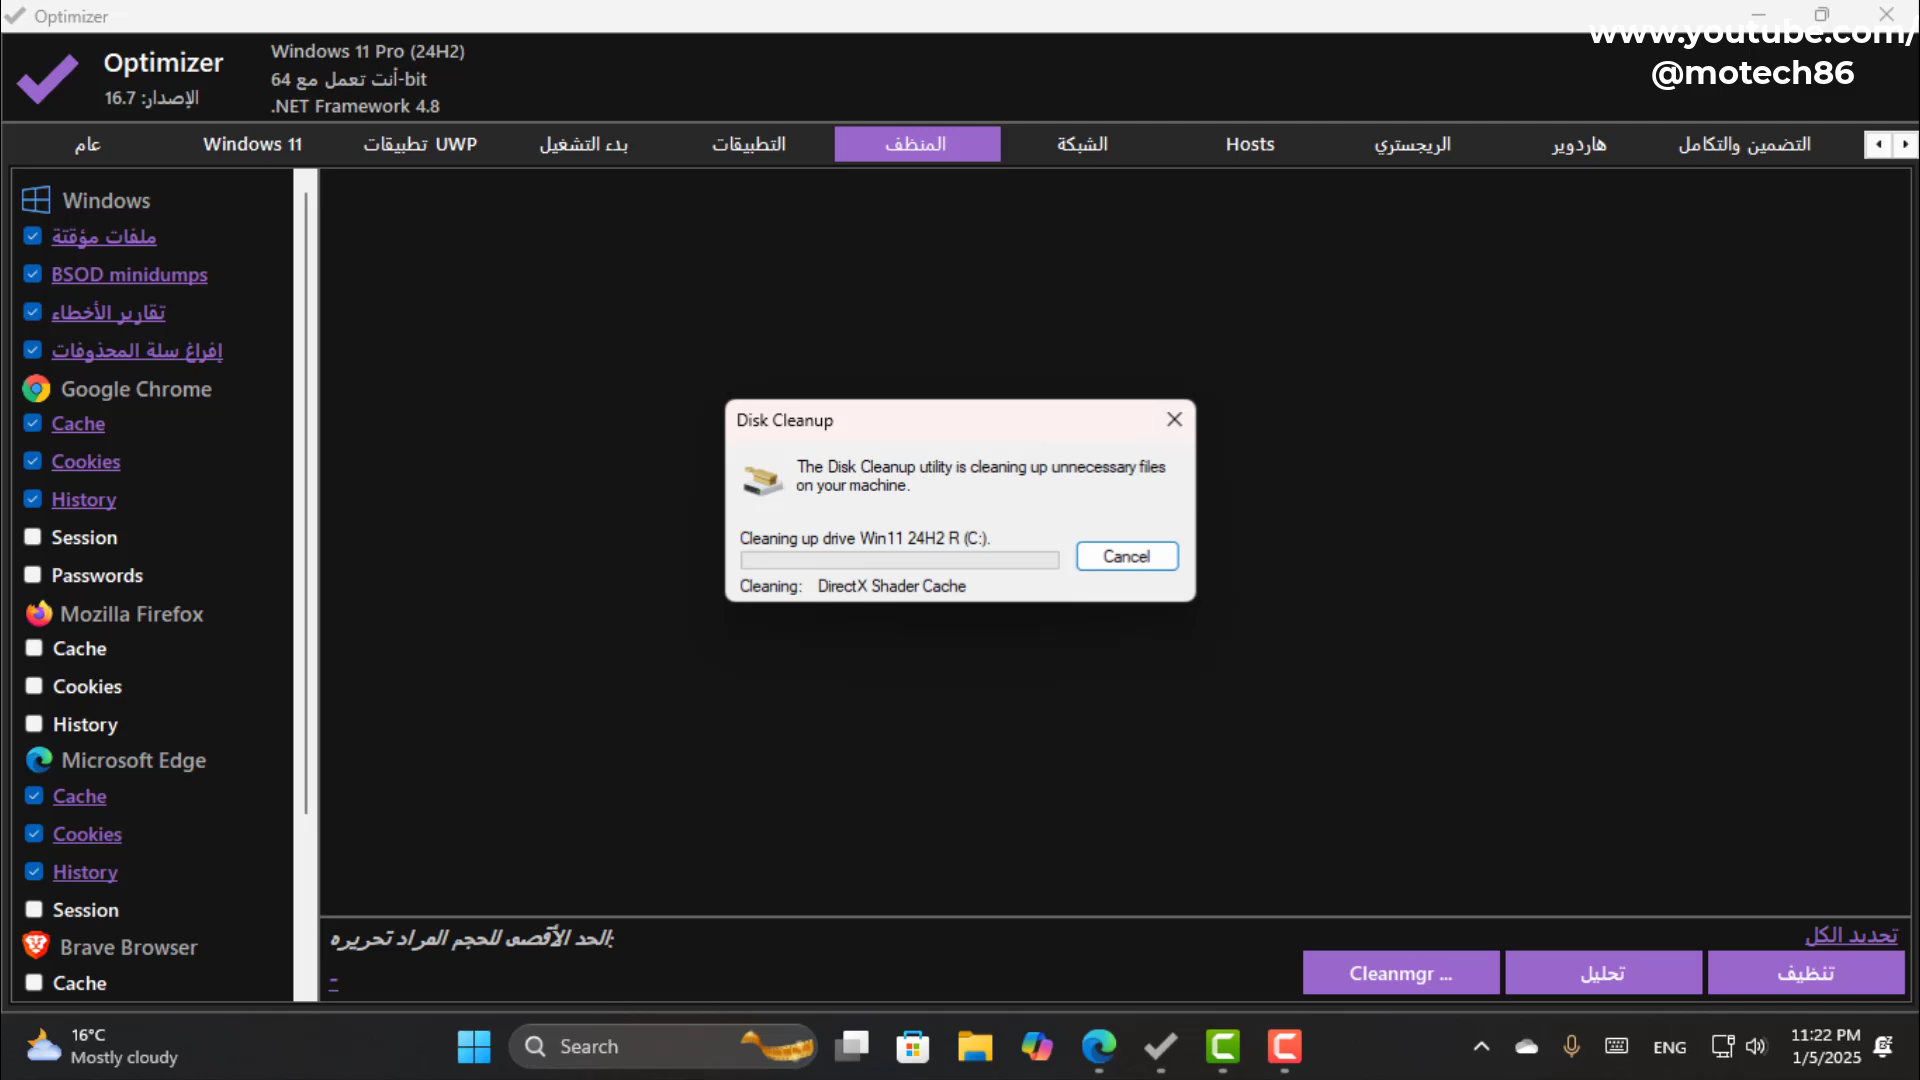 Optimizer
www.youtube.com/
@motech86
Optimizer
الإصدار: 16.7
Windows 11 Pro (24H2)
أنت تعمل مع 64-bit
.NET Framework 4.8
عام
Windows 11
تطبيقات UWP
بدء التشغيل
التطبيقات
المنظف
الشبكة
Hosts
الريجستري
هاردوير
التضمين والتكامل
Windows
ملفات مؤقتة
BSOD minidumps
تقارير الأخطاء
إفراغ سلة المحذوفات
Google Chrome
Cache
Cookies
History
Session
Passwords
Mozilla Firefox
Cache
Cookies
History
Microsoft Edge
Cache
Cookies
History
Session
Brave Browser
Cache
Disk Cleanup
The Disk Cleanup utility is cleaning up unnecessary files
on your machine.
Cleaning up drive Win11 24H2 R (C:).
Cancel
Cleaning: DirectX Shader Cache
الحد الأقصى للحجم المراد تحريره:
-
تحديد الكل
Cleanmgr ...
تحليل
تنظيف
16°C
Mostly cloudy
Search
ENG
11:22 PM
1/5/2025